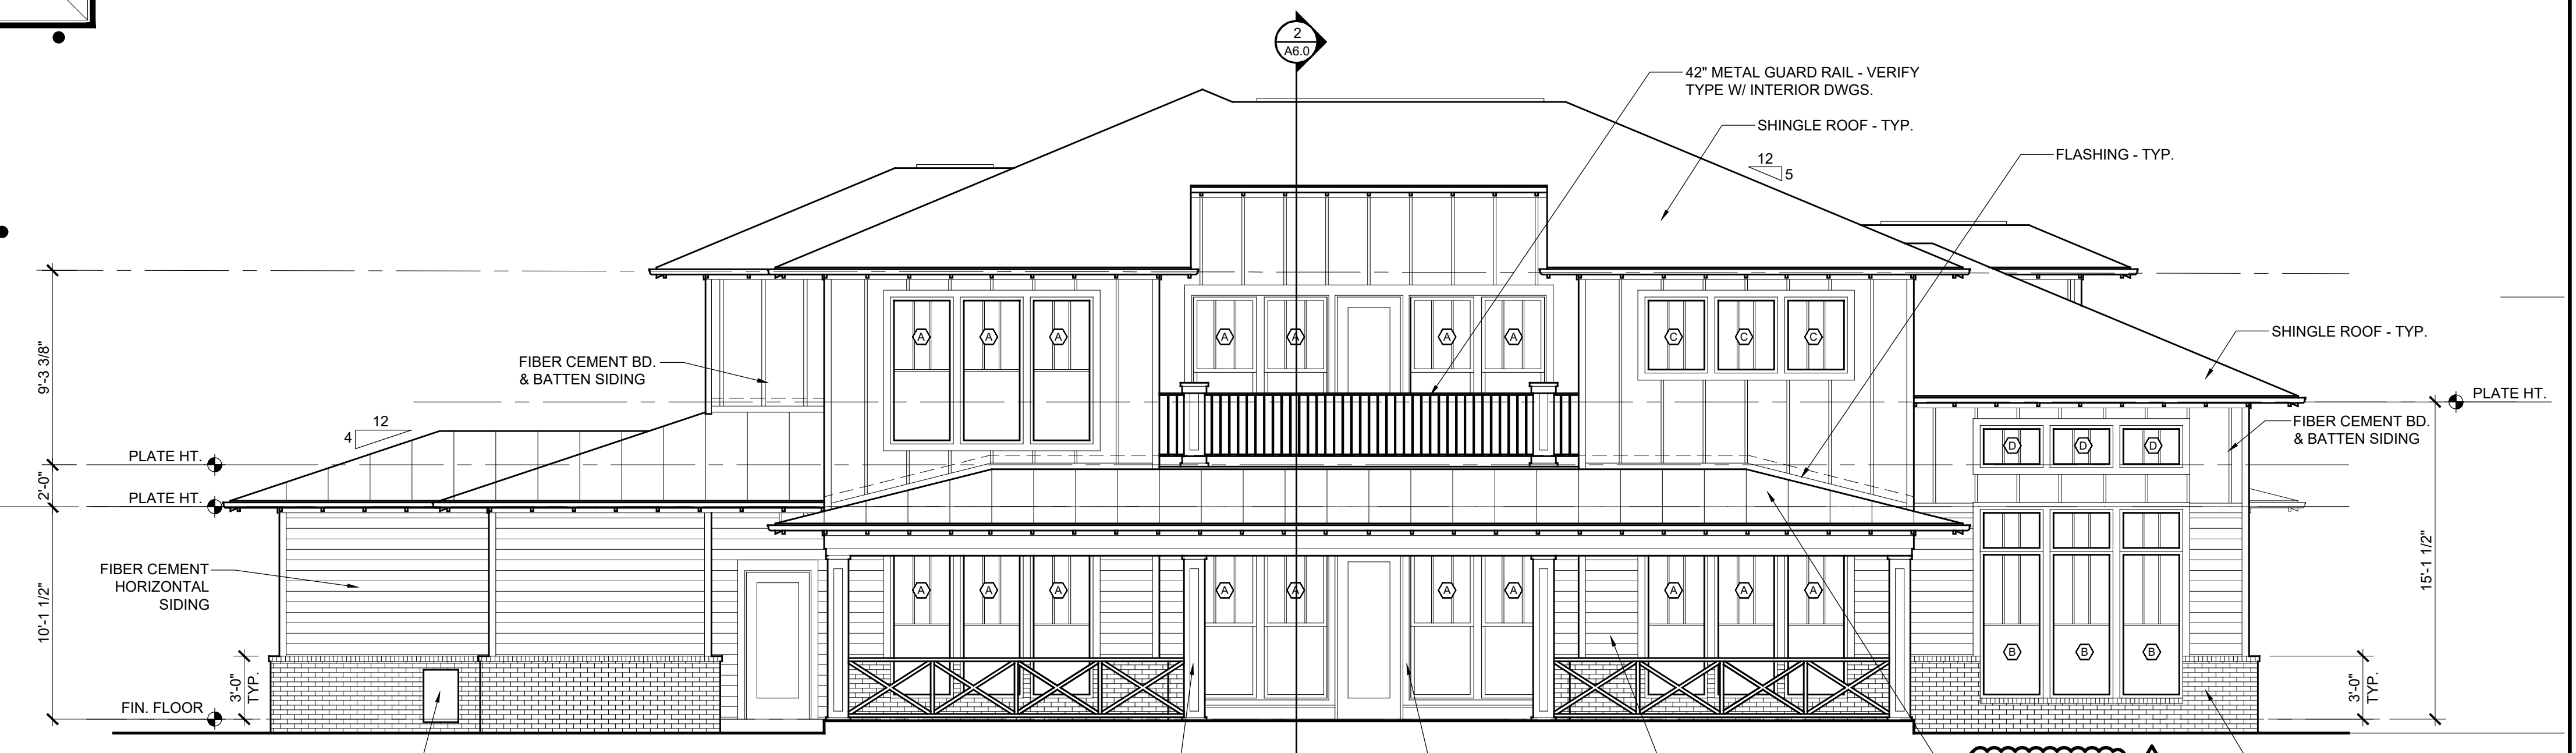 2
A6.0
42" METAL GUARD RAIL - VERIFY
TYPE W/ INTERIOR DWGS.
SHINGLE ROOF - TYP.
12
5
FLASHING - TYP.
SHINGLE ROOF - TYP.
FIBER CEMENT BD.
& BATTEN SIDING
9'-3 3/8"
A
A
A
A
A
A
A
C
C
C
12
4
PLATE HT.
PLATE HT.
FIBER CEMENT BD.
& BATTEN SIDING
D
D
D
PLATE HT.
2'-0"
PLATE HT.
FIBER CEMENT
HORIZONTAL
SIDING
10'-1 1/2"
15'-1 1/2"
A
A
A
A
A
A
A
A
A
A
B
B
B
3'-0"
TYP.
3'-0"
TYP.
FIN. FLOOR